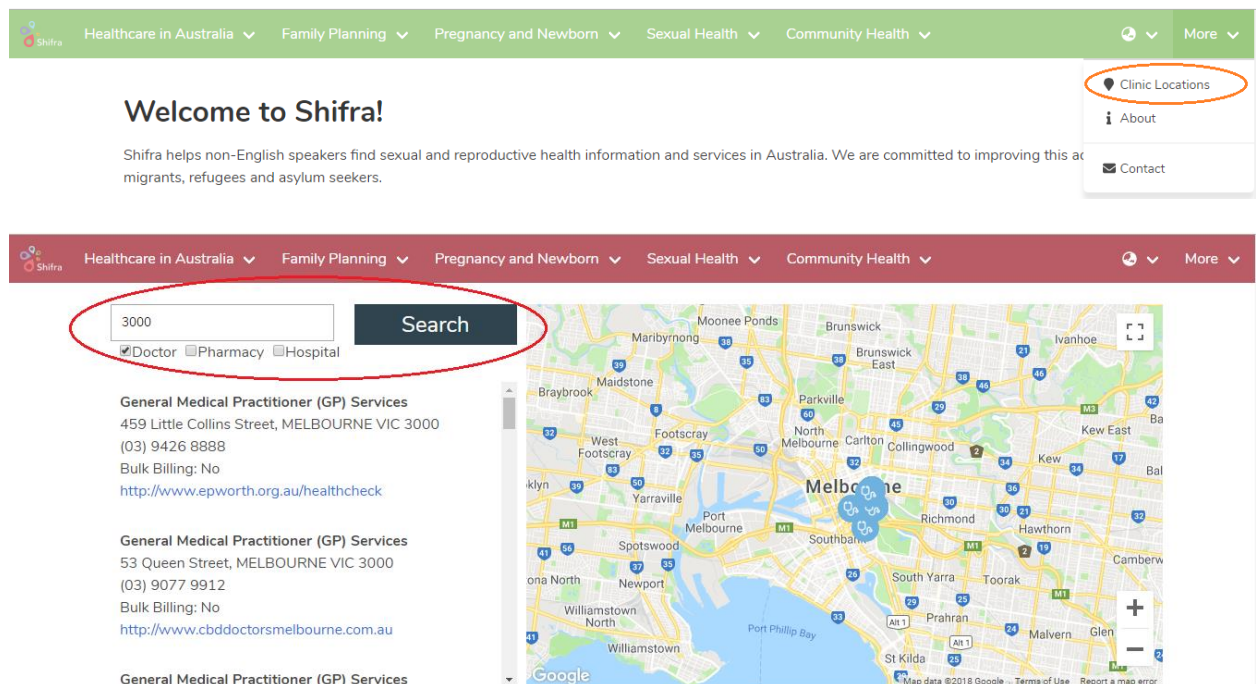 Shifra
Healthcare in Australia
Family Planning
Pregnancy and Newborn
Sexual Health
Community Health
More
Clinic Locations
About
Contact
Welcome to Shifra!
Shifra helps non-English speakers find sexual and reproductive health information and services in Australia. We are committed to improving this
migrants, refugees and asylum seekers.
Shifra
Healthcare in Australia
Family Planning
Pregnancy and Newborn
Sexual Health
Community Health
More
3000
Search
Doctor Pharmacy Hospital
General Medical Practitioner (GP) Services
459 Little Collins Street, MELBOURNE VIC 3000
(03) 9426 8888
Bulk Billing: No
http://www.epworth.org.au/healthcheck
General Medical Practitioner (GP) Services
53 Queen Street, MELBOURNE VIC 3000
(03) 9077 9912
Bulk Billing: No
http://www.cbddoctorsmelbourne.com.au
General Medical Practitioner (GP) Services
Moonee Ponds
Brunswick
Maribyrnong
Ivanhoe
Brunswick
East
Maidstone
Braybrook
Parkville
Kew East
North
Melbourne
Carlton
Collingwood
West
Footscray
Footscray
Kew
Yarraville
Port
Melbourne
Richmond
Hawthorn
Southban
Spotswood
Camberw
ona North
Newport
South Yarra
Toorak
Williamstown
North
Prahran
Malvern
Glen
Port Phillip Bay
Williamstown
St Kilda
Google
Map data ©2018 Google
Terms of Use
Report a map error